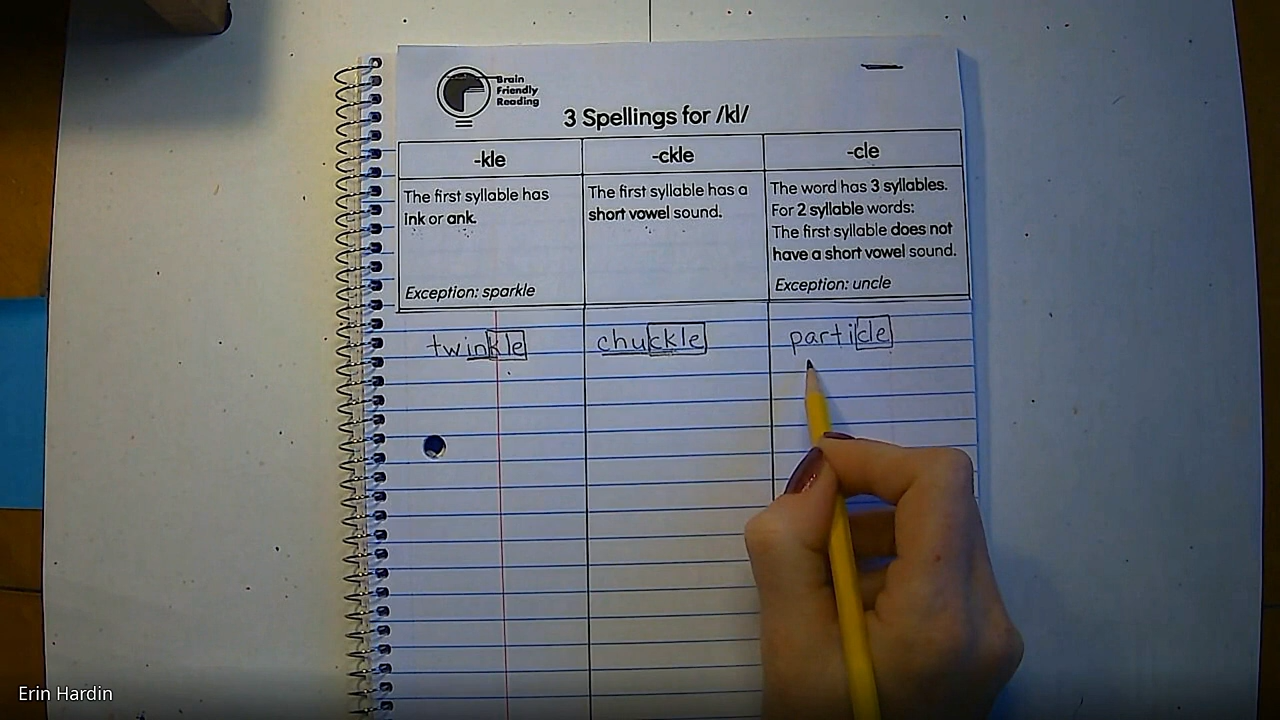 Brain
Friendly
Reading
3 Spellings for /kl/
-kle
-ckle
-cle
The first syllable has
ink or ank.
Exception: sparkle
The first syllable has a
short vowel sound.
The word has 3 syllables.
For 2 syllable words:
The first syllable does not
have a short vowel sound.
Exception: uncle
twinkle
chuckle
particle
Erin Hardin